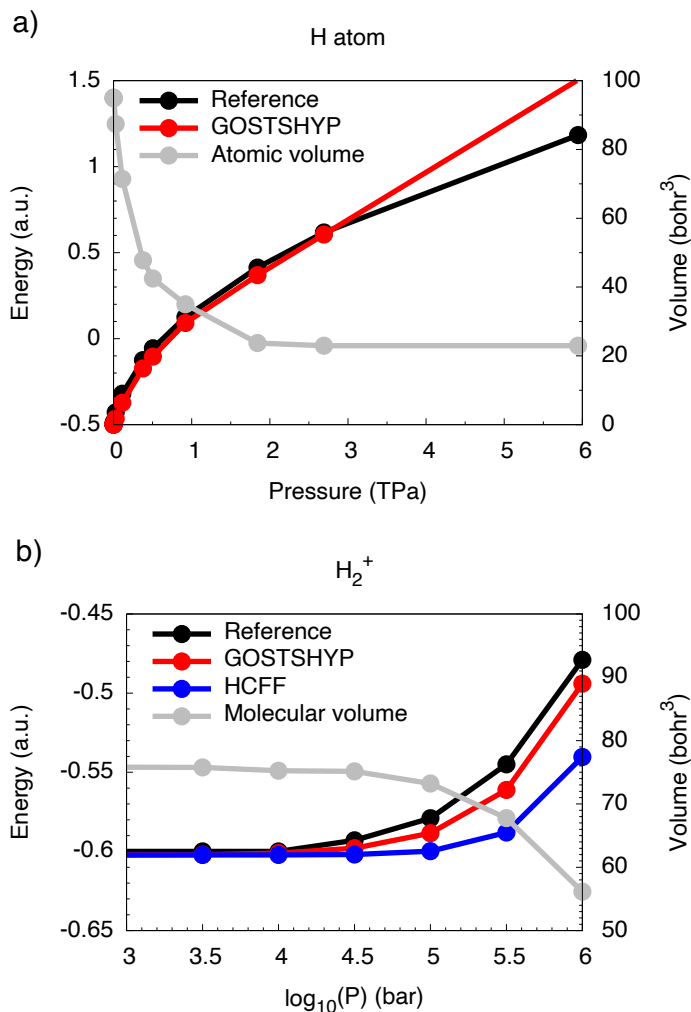 a)
H atom
Reference
GOSTSHYP
Atomic volume
Energy (a.u.)
1.5
1
0.5
0
-0.5
100
80
60
40
20
0
Volume (bohr³)
0 1 2 3 4 5 6
Pressure (TPa)
b)
H₂⁺
Reference
GOSTSHYP
HCFF
Molecular volume
Energy (a.u.)
-0.45
-0.5
-0.55
-0.6
-0.65
100
90
80
70
60
50
Volume (bohr³)
3 3.5 4 4.5 5 5.5 6
log₁₀(P) (bar)